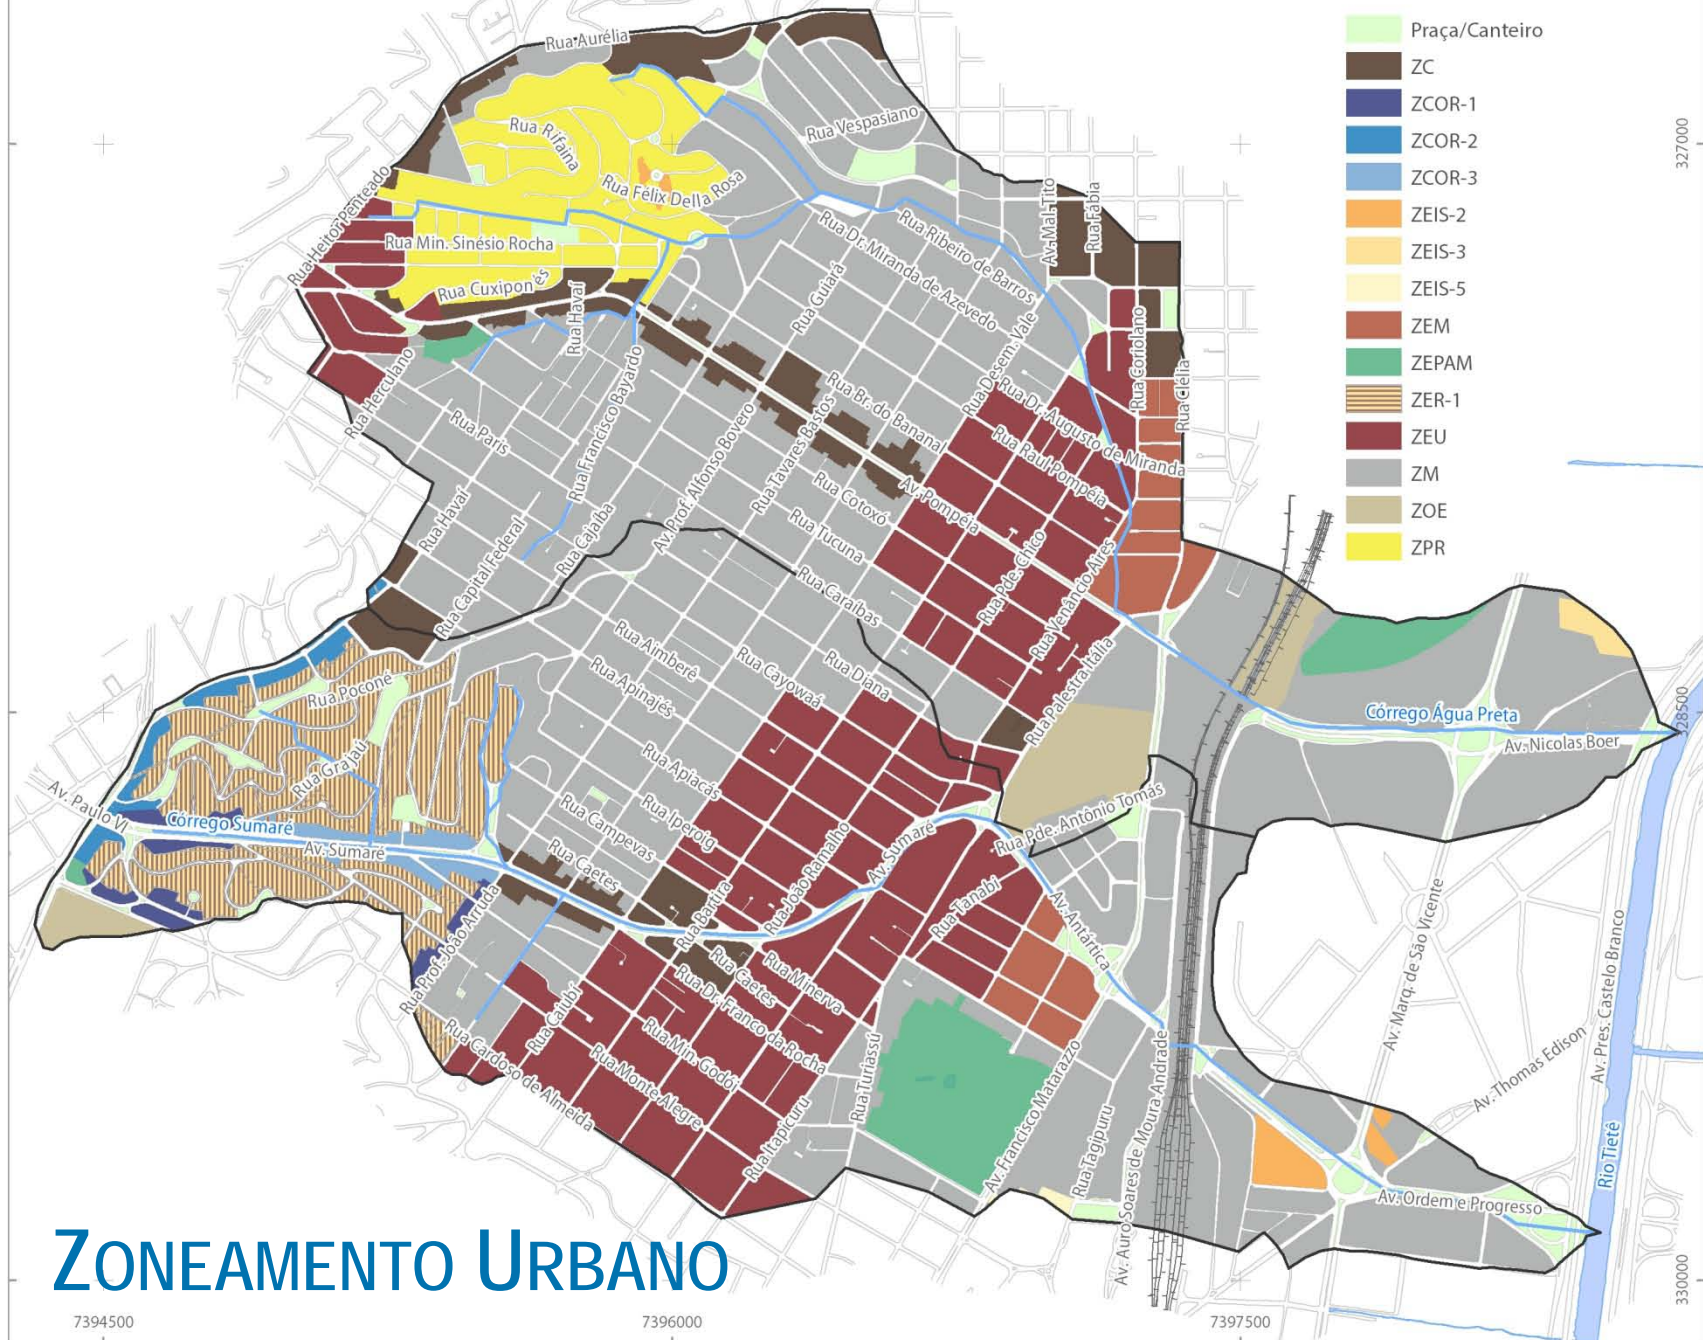 Praça/Canteiro
ZC
ZCOR-1
ZCOR-2
ZCOR-3
ZEIS-2
ZEIS-3
ZEIS-5
ZEM
ZEPAM
ZER-1
ZEU
ZM
ZOE
ZPR
327000
328500
330000
Rua Aurélia
Rua Vespasiano
Rua Rifaina
Rua Félix Della Rosa
Rua Heitor Penteado
Rua Min. Sinésio Rocha
Rua Cuxiponés
Rua Havaí
Rua Guiará
Rua Dr. Miranda de Azevedo
Rua Ribeiro de Barros
Av. Mal. Tito
Rua Fábia
Rua Coriolano
Rua Clélia
Rua Desem. Vale
Rua Dr. Augusto de Miranda
Rua Raul Pompéia
Rua Herculano
Rua Paris
Rua Francisco Bayardo
Av. Prof. Alfonso Bovero
Rua Tavares Bastos
Rua Br. do Bananal
Av. Pompéia
Rua Cotoxó
Rua Tucuna
Rua Havaí
Rua Capital Federal
Rua Cajaíba
Rua Caraíbas
Rua Pde. Chico
Rua Venâncio Aires
Rua Palestra Itália
Rua Aimberé
Rua Apinajés
Rua Cayowaá
Rua Diana
Rua Poconé
Rua Grajaú
Rua Apiacás
Rua Iperoig
Rua Campevas
Rua Caetes
Córrego Água Preta
Av. Nicolas Boer
Av. Paulo VI
Córrego Sumaré
Av. Sumaré
Av. Sumaré
Rua Pde. Antônio Tomás
Rua Bartira
Rua João Ramalho
Rua Tanabi
Av. Antártica
Rua Prof. João Arruda
Rua Caetes
Rua Minerva
Rua Dr. Franco da Rocha
Rua Caiubí
Rua Min. Godói
Rua Monte Alegre
Rua Cardoso de Almeida
Rua Itapicuru
Rua Turiassú
Av. Francisco Matarazzo
Rua Tagipuru
Av. Auro Soares de Moura Andrade
Av. Marq. de São Vicente
Av. Pres. Castelo Branco
Av. Thomas Edison
Av. Ordem e Progresso
Rio Tietê
ZONEAMENTO URBANO
7394500
7396000
7397500